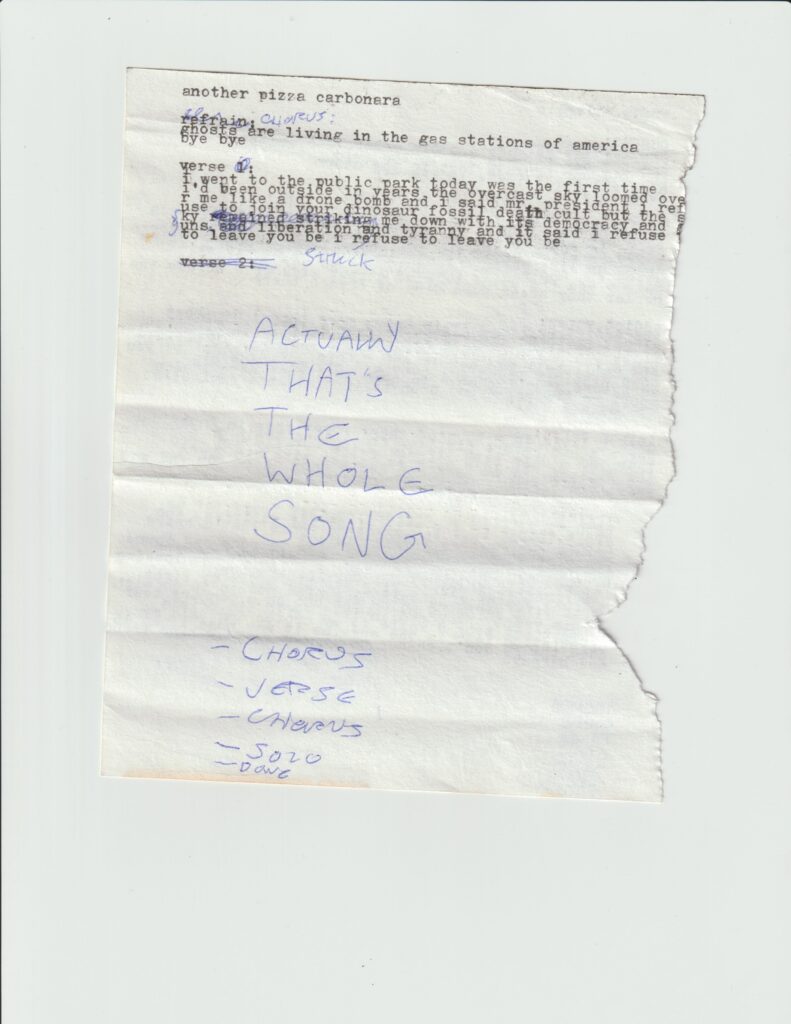 another pizza carbonara
refrain: CHORUS:
ghosts are living in the gas stations of america
bye bye
verse 1:
i went to the public park today was the first time
i'd been outside in years the overcast sky loomed ove
r me like a drone bomb and i said mr. president i ref
use to join your dinosaur fossil death cult but the s
ky remained striking me down with its democracy and g
uns and liberation and tyranny and it said i refuse
to leave you be i refuse to leave you be
verse 2: STRUCK
ACTUALLY
THAT'S
THE
WHOLE
SONG
- CHORUS
- VERSE
- CHORUS
- SOLO
- DONE